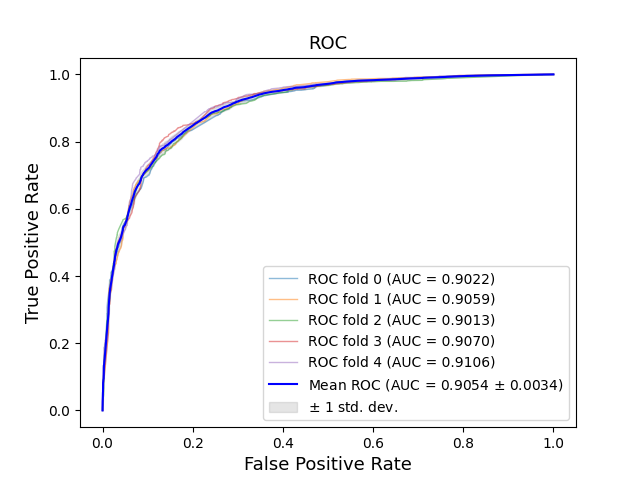 ROC
1.0
0.8
0.6
0.4
0.2
0.0
True Positive Rate
ROC fold 0 (AUC = 0.9022)
ROC fold 1 (AUC = 0.9059)
ROC fold 2 (AUC = 0.9013)
ROC fold 3 (AUC = 0.9070)
ROC fold 4 (AUC = 0.9106)
Mean ROC (AUC = 0.9054 ± 0.0034)
± 1 std. dev.
0.0 0.2 0.4 0.6 0.8 1.0
False Positive Rate